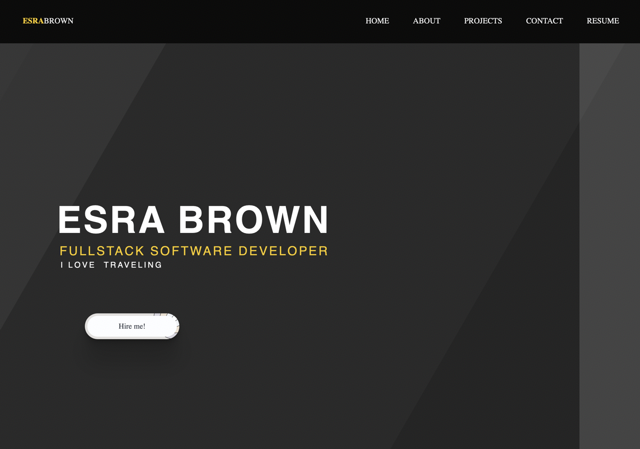 ESRABROWN
HOME ABOUT PROJECTS CONTACT RESUME
ESRA BROWN
FULLSTACK SOFTWARE DEVELOPER
I LOVE TRAVELING
Hire me!